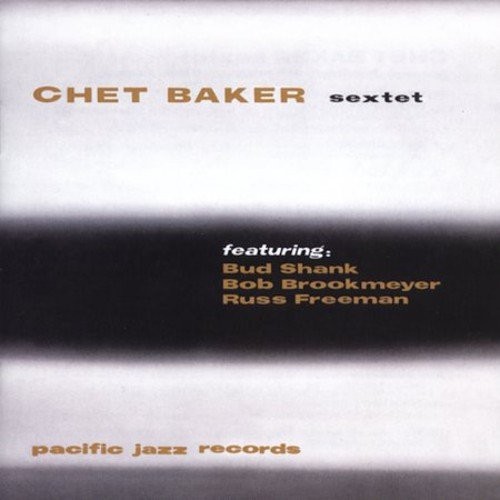 CHET BAKER sextet
featuring:
Bud Shank
Bob Brookmeyer
Russ Freeman
pacific jazz records